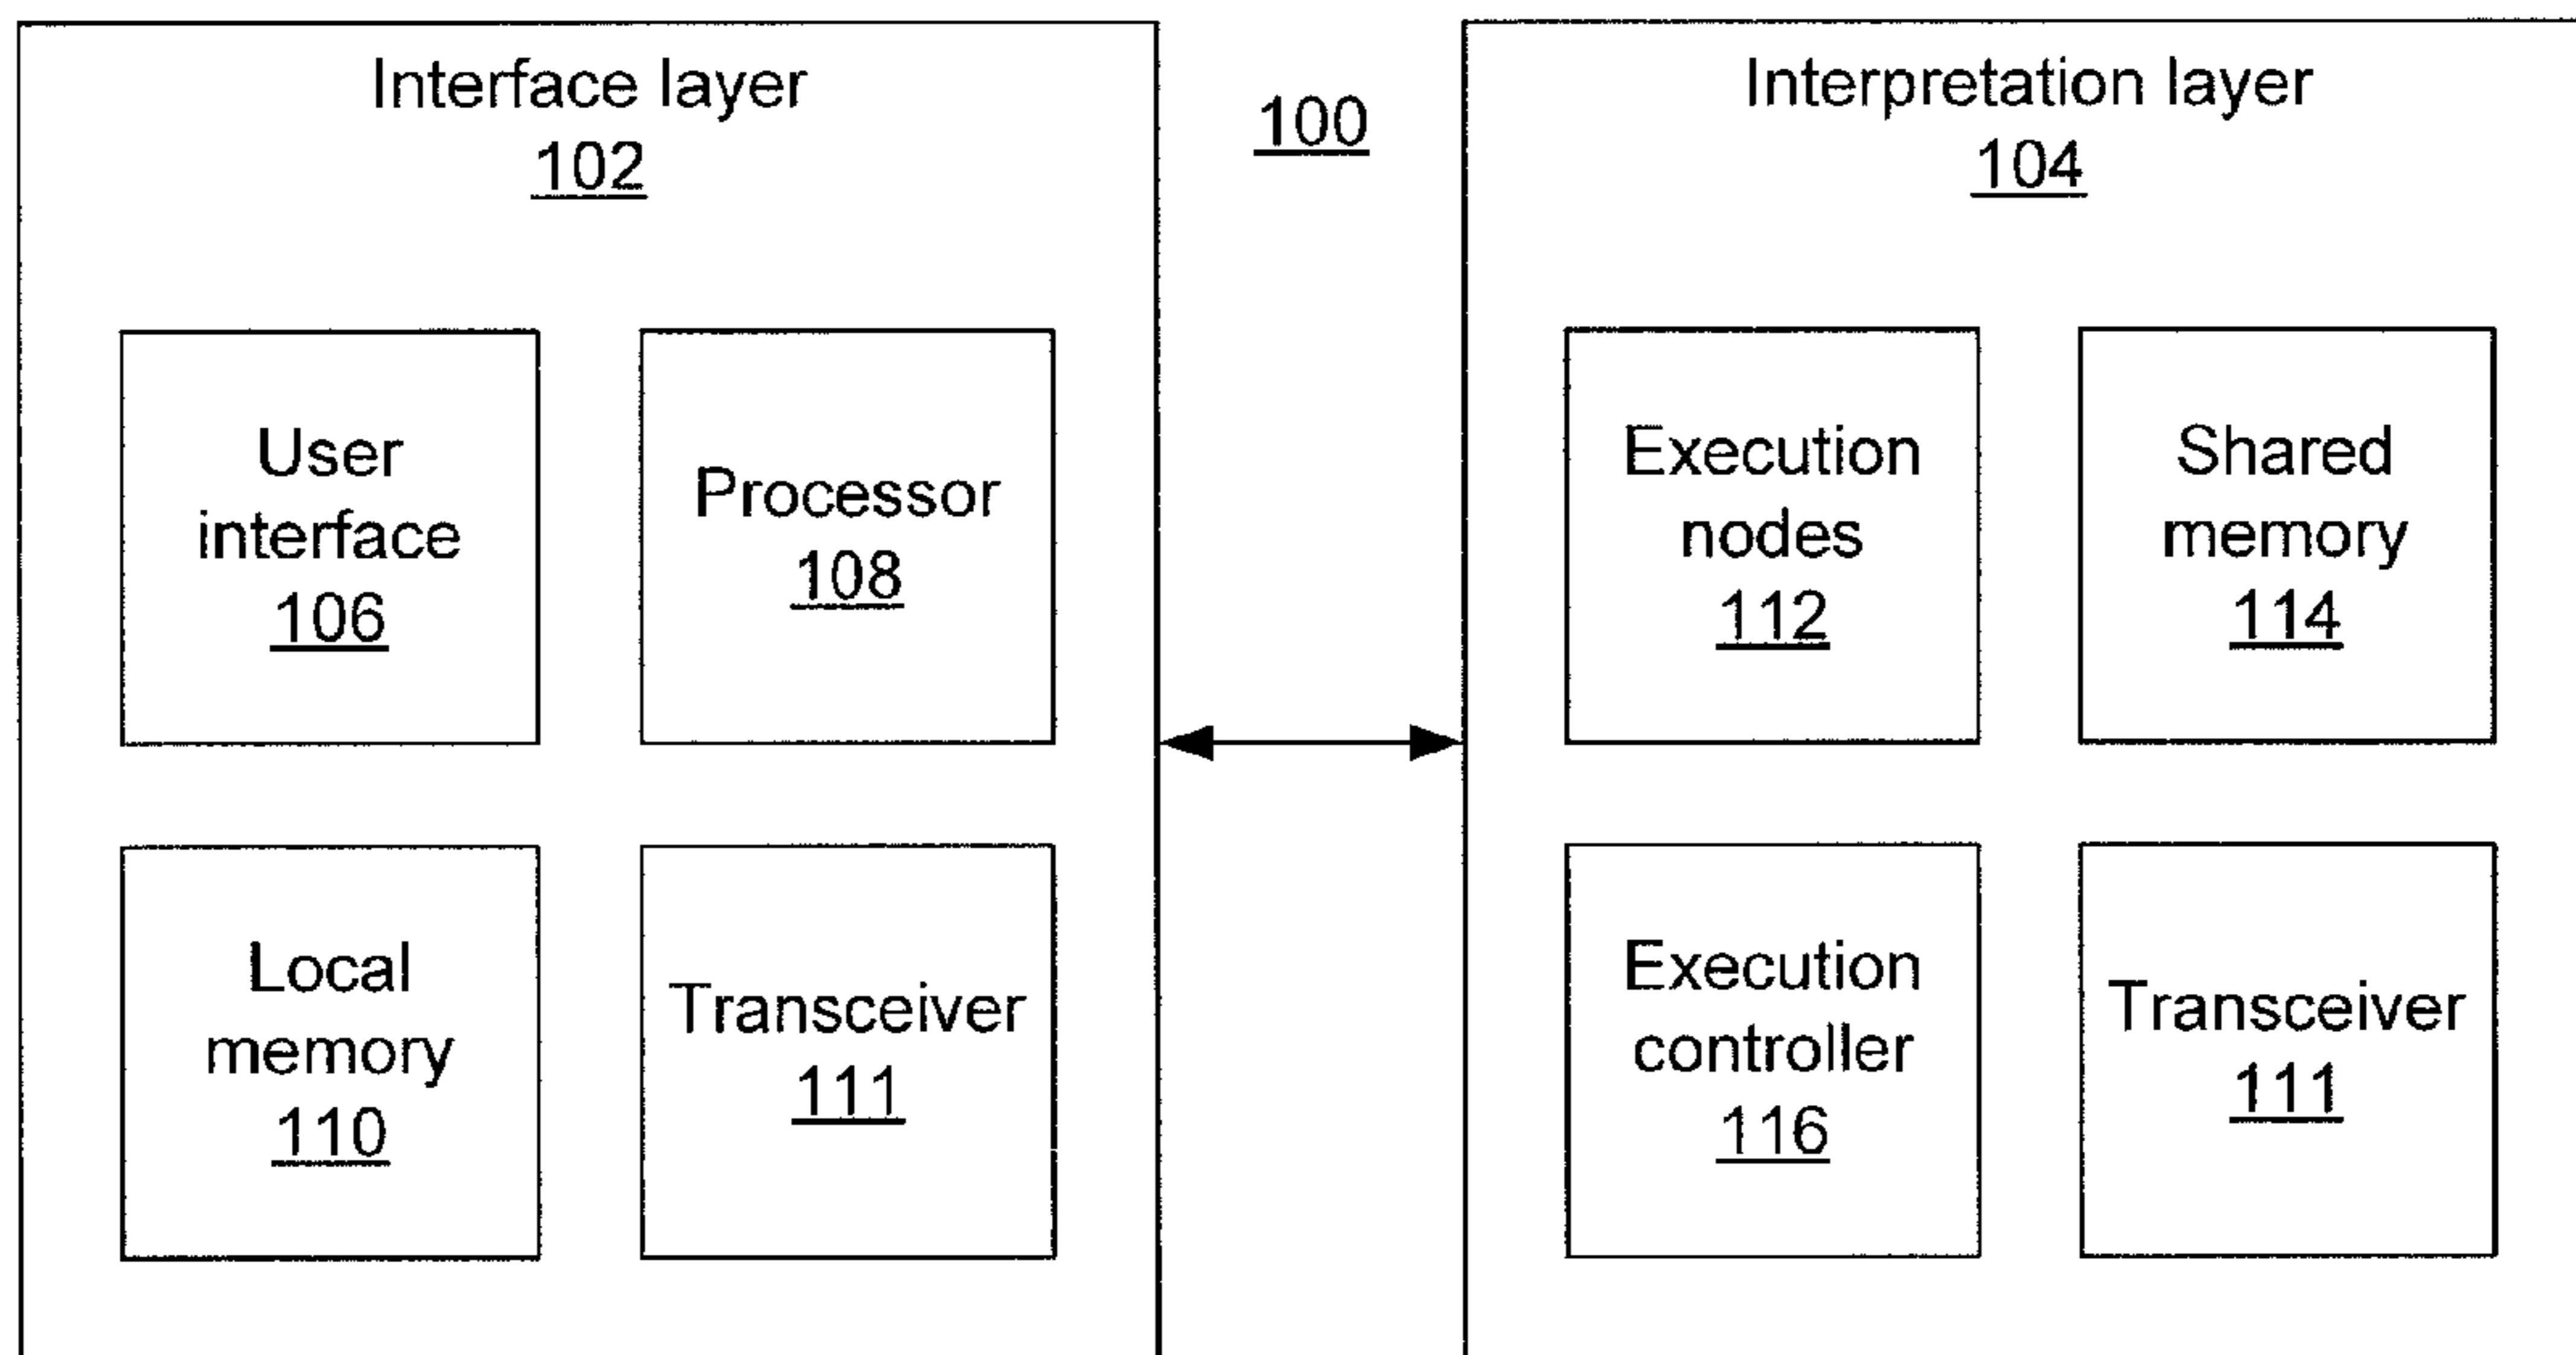 Interface layer
102
User
interface
106
Processor
108
Local
memory
110
Transceiver
111
100
Interpretation layer
104
Execution
nodes
112
Shared
memory
114
Execution
controller
116
Transceiver
111